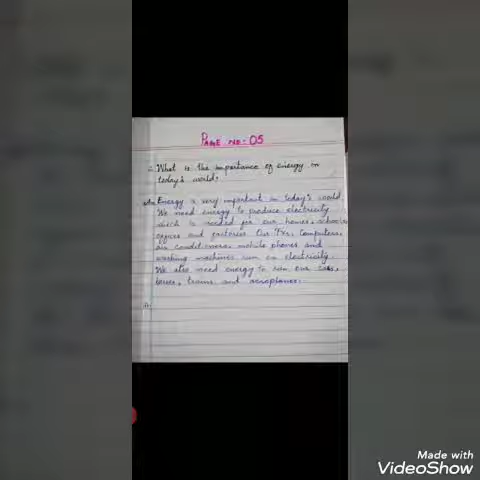 PAGE NO - 05
:- What is the importance of energy in
today's world?
Ans Energy is very important in today's world.
We need energy to produce electricity
which is needed for our homes, schools,
offices and factories. Our TVs, Computers,
air conditioners, mobile phones and
washing machines run on electricity.
We also need energy to run our cars,
buses, trains and aeroplanes.
Made with
VideoShow